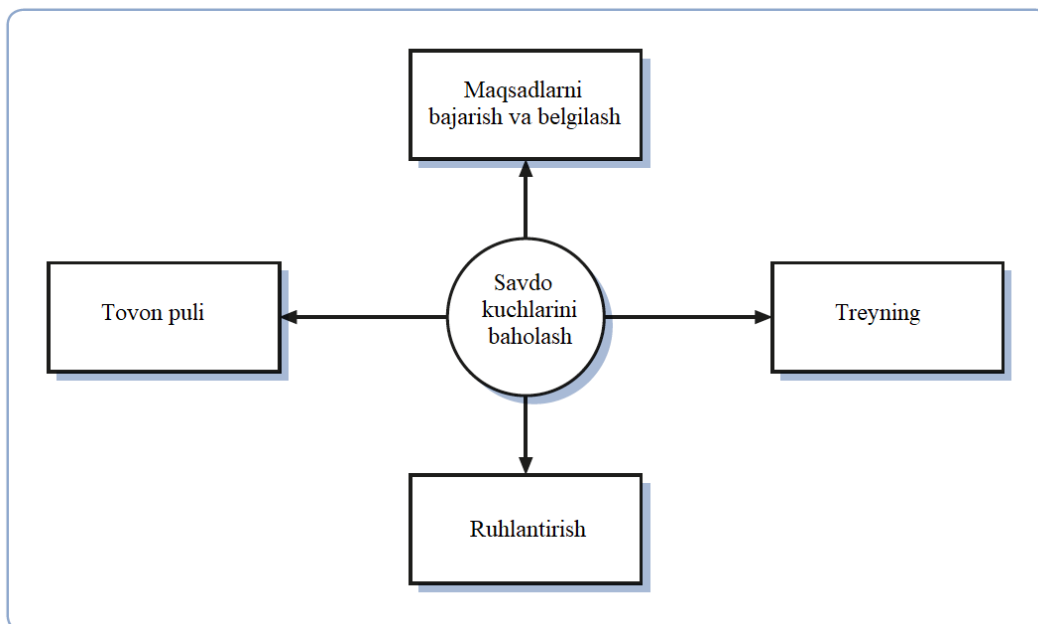 Maqsadlarni
bajarish va belgilash
Tovon puli
Savdo
kuchlarini
baholash
Treyning
Ruhlantirish